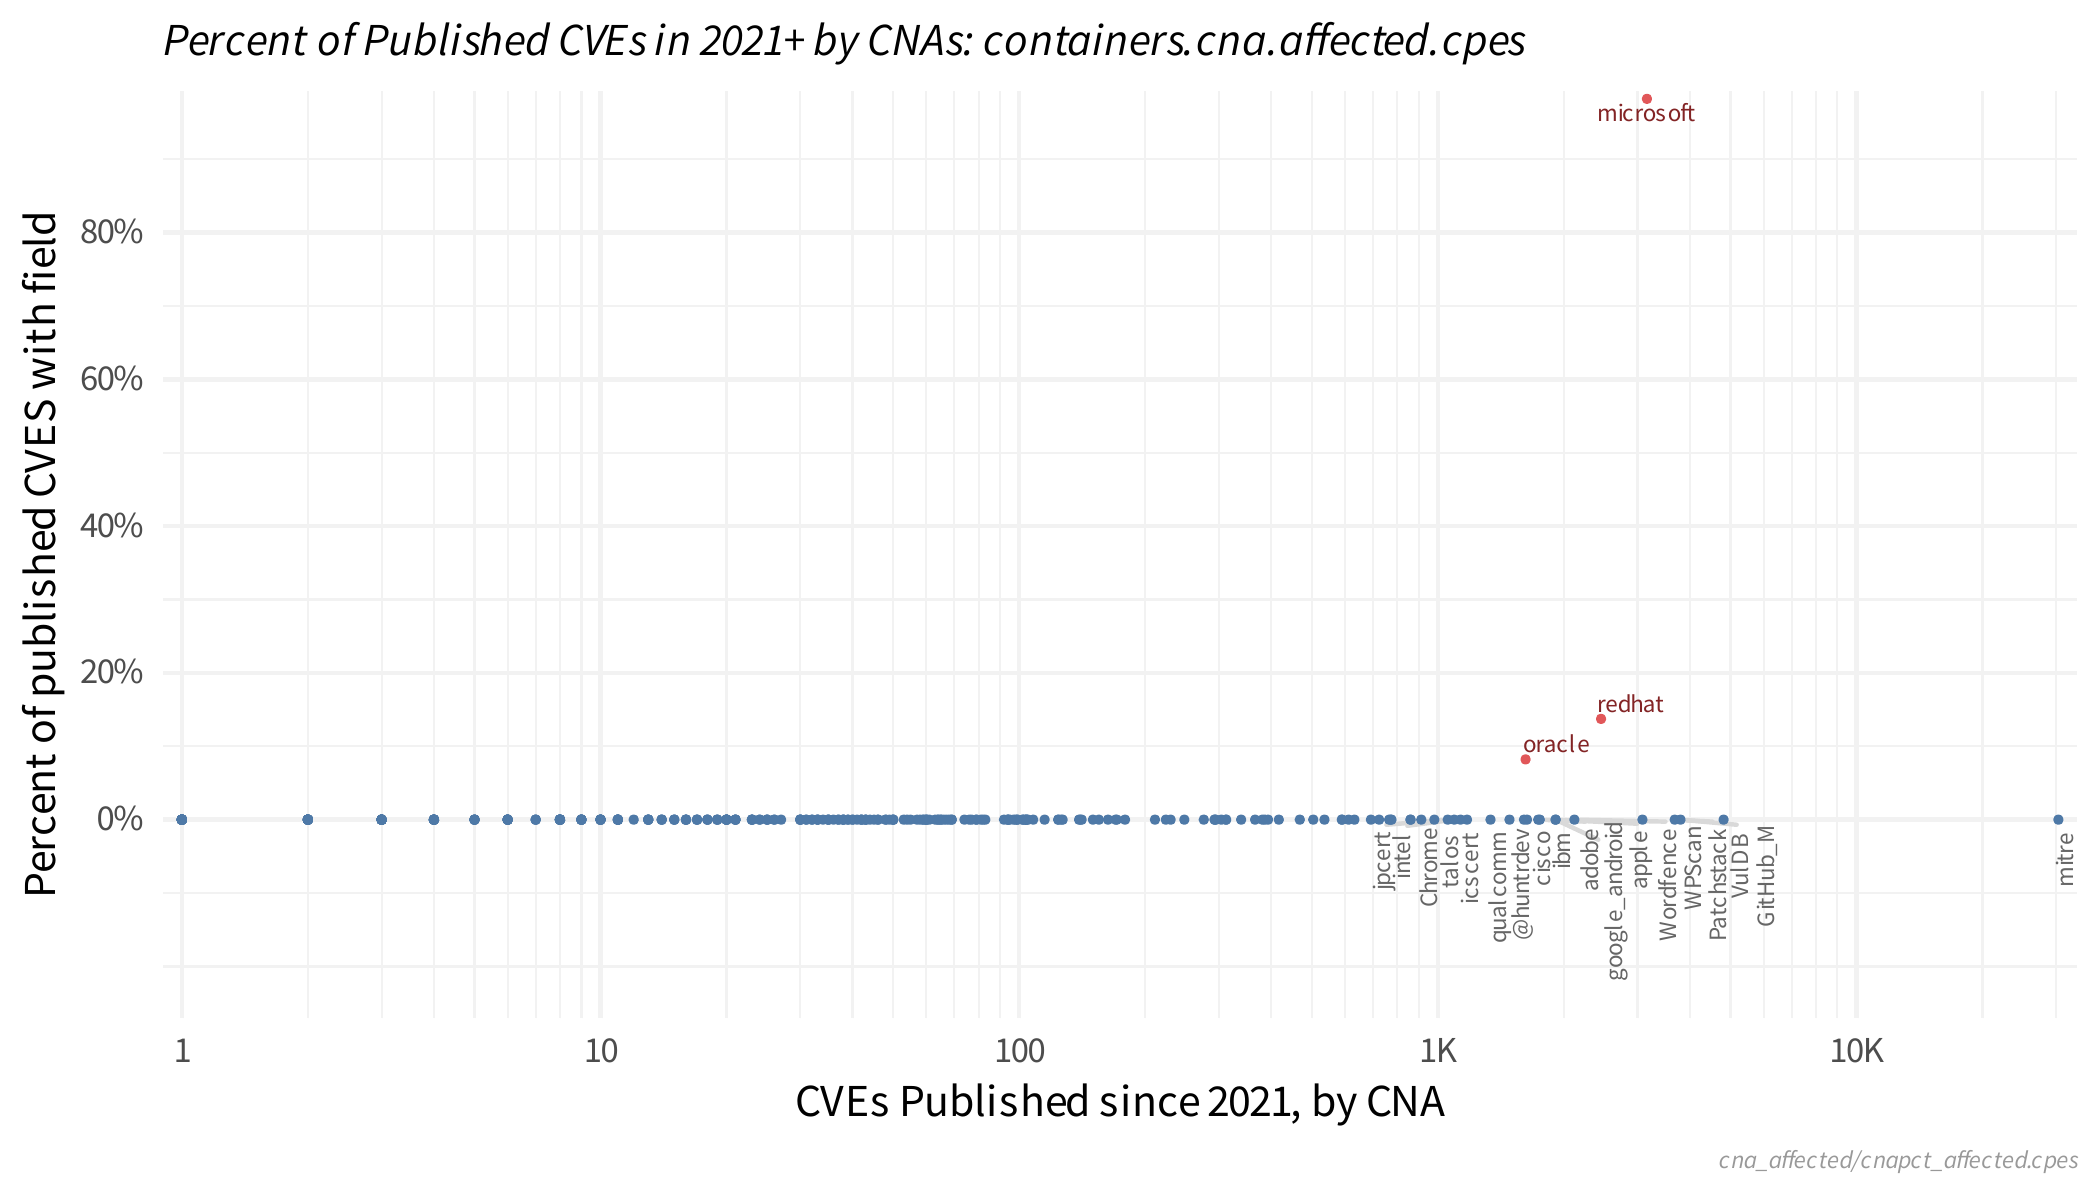 Percent of Published CVEs in 2021+ by CNAs: containers.cna.affected.cpes
microsoft
Percent of published CVES with field
80%
60%
40%
20%
0%
redhat
oracle
jpcert
intel
Chrome
talos
icscert
qualcomm
@huntrdev
cisco
ibm
adobe
google_android
apple
Wordfence
WPScan
Patchstack
VulDB
GitHub_M
mitre
1
10
100
1K
10K
CVEs Published since 2021, by CNA
cna_affected/cnapct_affected.cpes